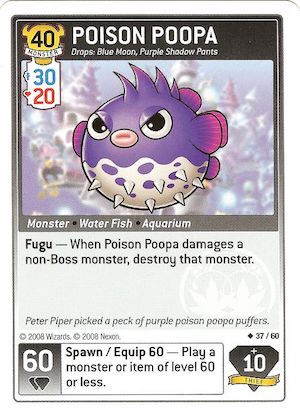 40
MONSTER
POISON POOPA
Drops: Blue Moon, Purple Shadow Pants
30
20
Monster • Water Fish • Aquarium
Fugu — When Poison Poopa damages a
non-Boss monster, destroy that monster.
Peter Piper picked a peck of purple poison poopa puffers.
© 2008 Wizards. © 2008 Nexon.
◆ 37 / 60
60
Spawn / Equip 60 — Play a
monster or item of level 60
or less.
10
THIEF